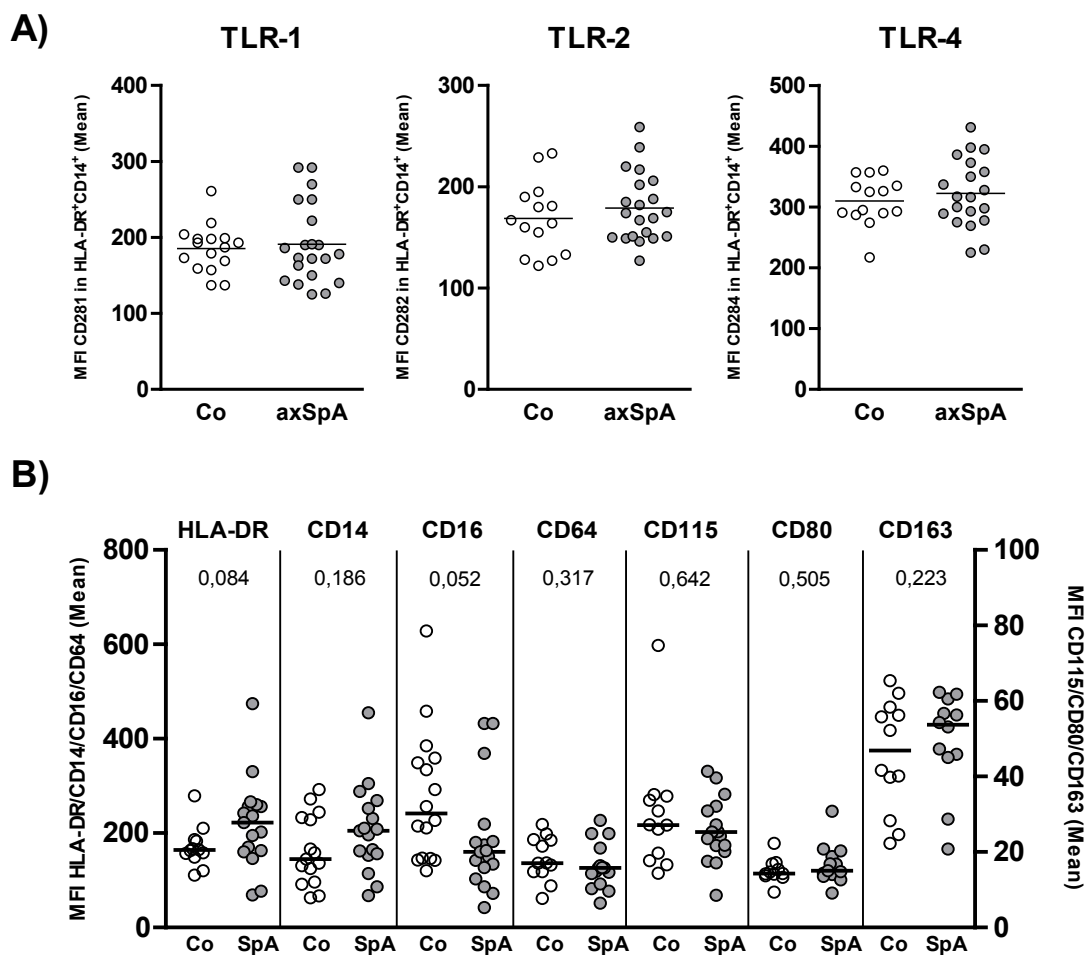 A)
TLR-1
TLR-2
TLR-4
MFI CD281 in HLA-DR⁺CD14⁺ (Mean)
400
300
200
100
0
Co axSpA
MFI CD282 in HLA-DR⁺CD14⁺ (Mean)
300
200
100
0
Co axSpA
MFI CD284 in HLA-DR⁺CD14⁺ (Mean)
500
400
300
200
100
0
Co axSpA
B)
HLA-DR CD14 CD16 CD64 CD115 CD80 CD163
0,084 0,186 0,052 0,317 0,642 0,505 0,223
MFI HLA-DR/CD14/CD16/CD64 (Mean)
800
600
400
200
0
100
80
60
40
20
0
MFI CD115/CD80/CD163 (Mean)
Co SpA Co SpA Co SpA Co SpA Co SpA Co SpA Co SpA